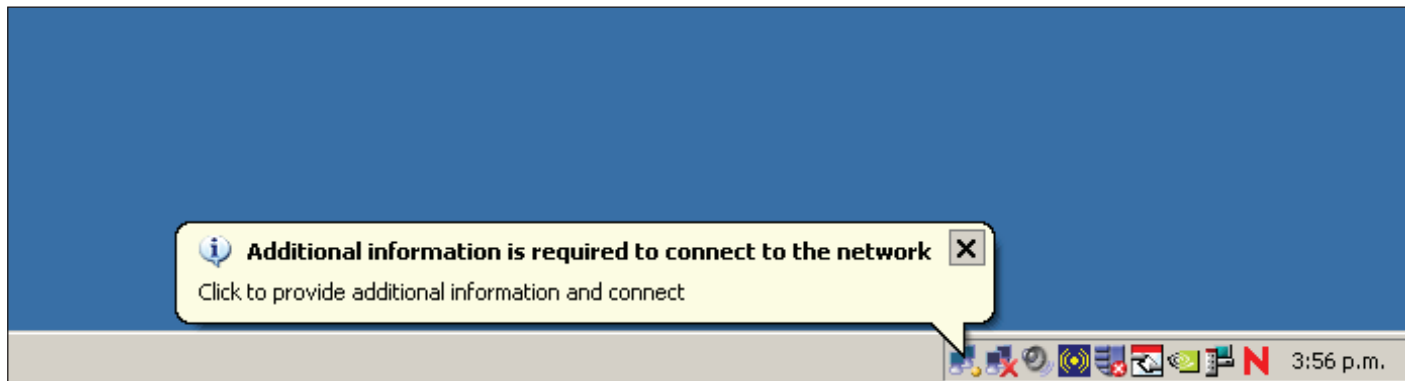 Additional information is required to connect to the network
Click to provide additional information and connect
N 3:56 p.m.